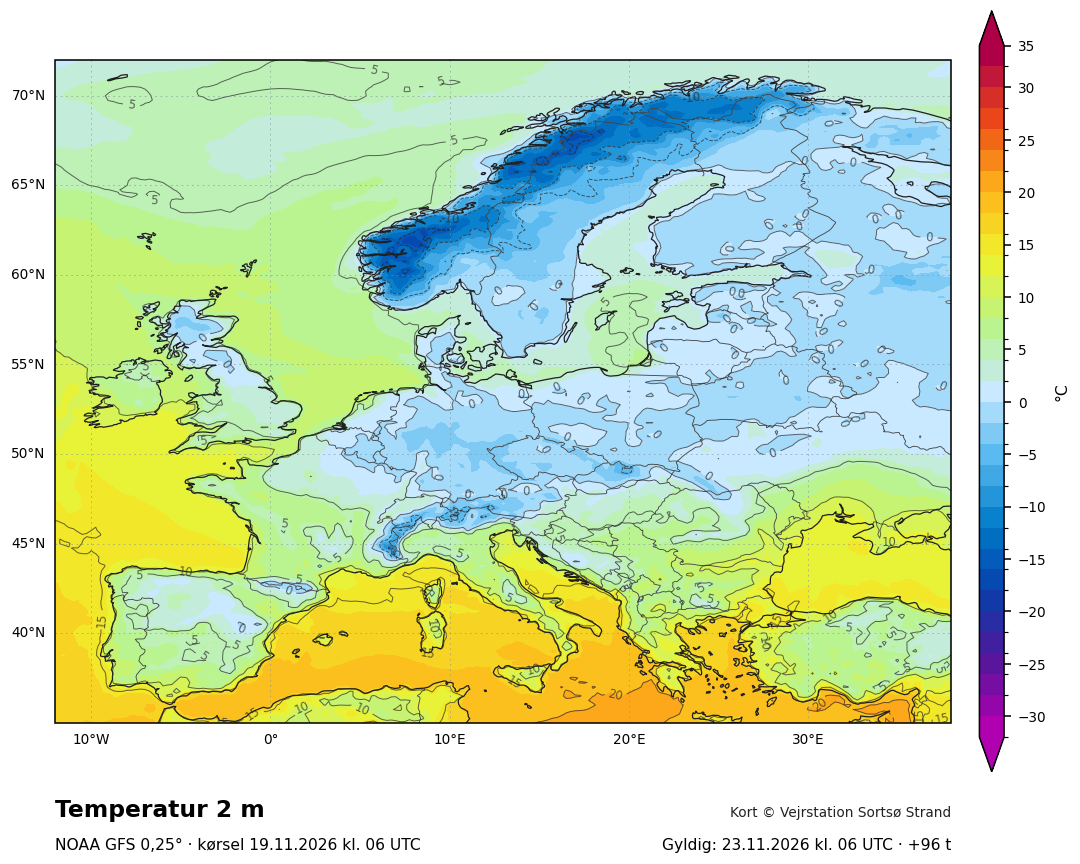 70°N
65°N
60°N
55°N
50°N
45°N
40°N
10°W
0°
10°E
20°E
30°E
35
30
25
20
15
10
5
0
−5
−10
−15
−20
−25
−30
°C
Temperatur 2 m
Kort © Vejrstation Sortsø Strand
NOAA GFS 0,25° · kørsel 19.11.2026 kl. 06 UTC
Gyldig: 23.11.2026 kl. 06 UTC · +96 t